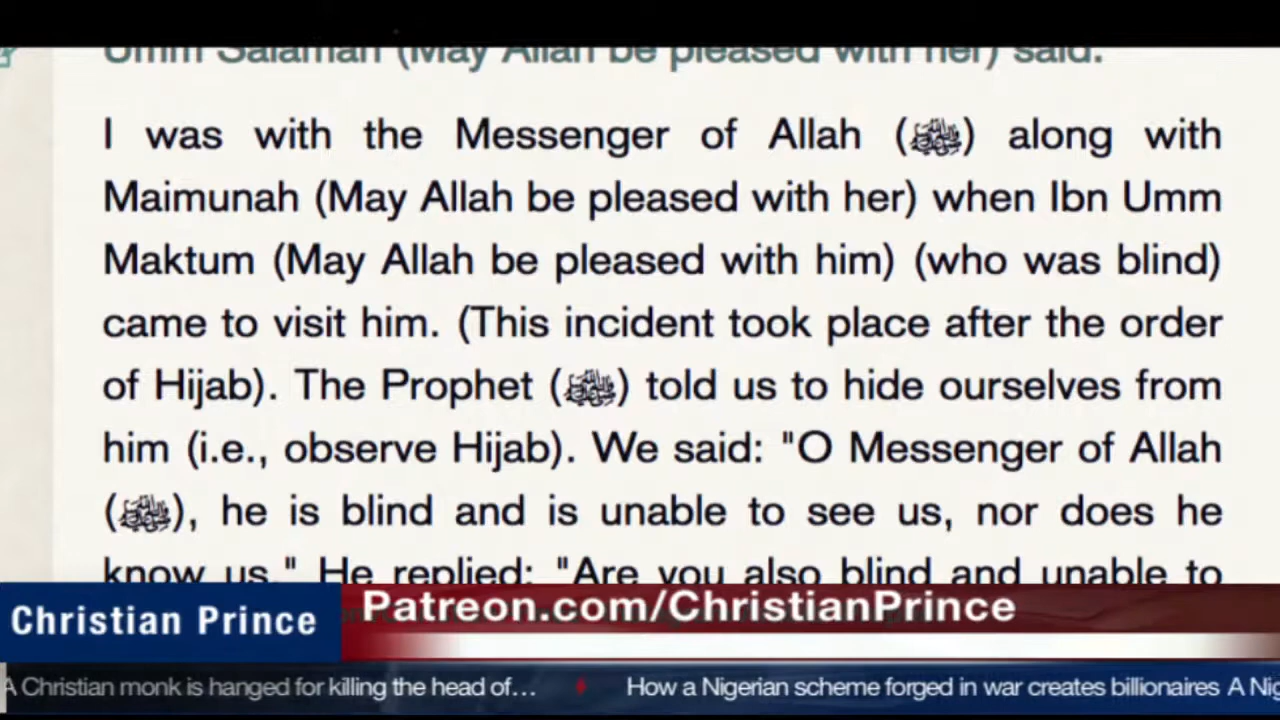 Umm Salamah (May Allah be pleased with her) said:
I was with the Messenger of Allah (ﷺ) along with
Maimunah (May Allah be pleased with her) when Ibn Umm
Maktum (May Allah be pleased with him) (who was blind)
came to visit him. (This incident took place after the order
of Hijab). The Prophet (ﷺ) told us to hide ourselves from
him (i.e., observe Hijab). We said: "O Messenger of Allah
(ﷺ), he is blind and is unable to see us, nor does he
know us." He replied: "Are you also blind and unable to
Christian Prince
Patreon.com/ChristianPrince
A Christian monk is hanged for killing the head of... How a Nigerian scheme forged in war creates billionaires A Nig